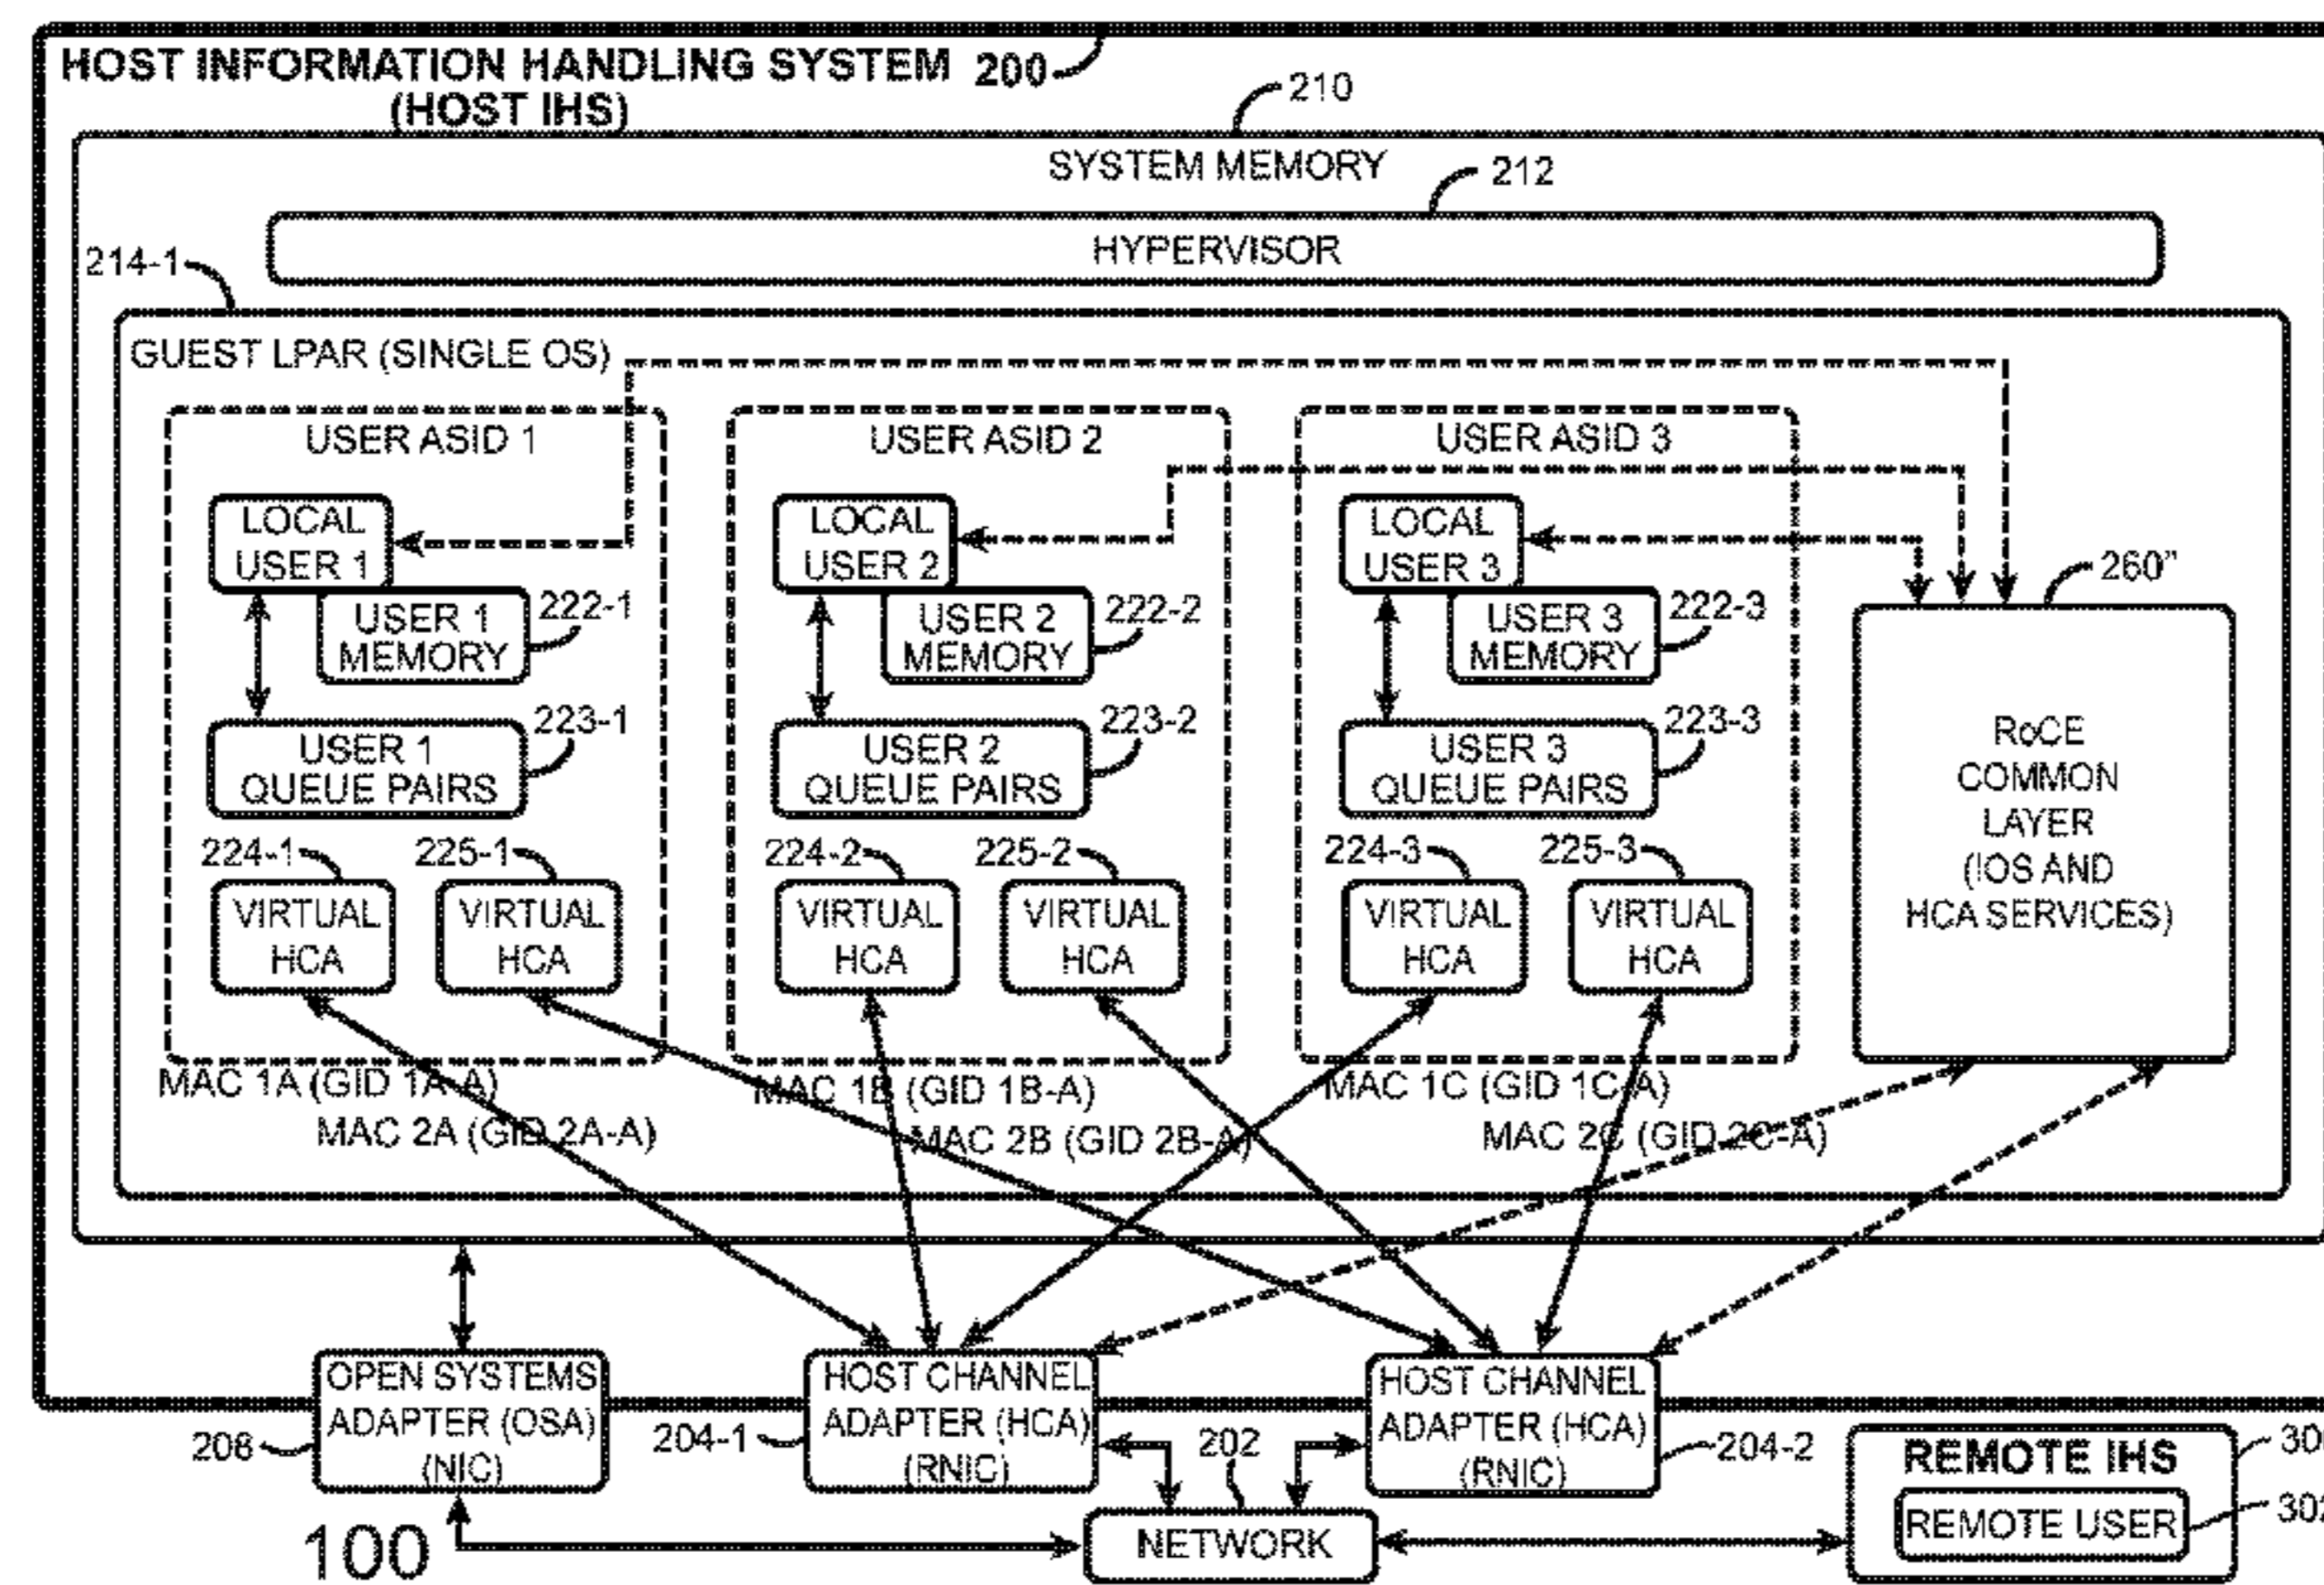 HOST INFORMATION HANDLING SYSTEM 200
(HOST IHS)
210
SYSTEM MEMORY
212
HYPERVISOR
214-1
GUEST LPAR (SINGLE OS)
USER ASID 1
USER ASID 2
USER ASID 3
LOCAL
USER 1
LOCAL
USER 2
LOCAL
USER 3
260"
USER 1
MEMORY
222-1
USER 2
MEMORY
222-2
USER 3
MEMORY
222-3
USER 1
QUEUE PAIRS
223-1
USER 2
QUEUE PAIRS
223-2
USER 3
QUEUE PAIRS
223-3
RoCE
COMMON
LAYER
(IOS AND
HCA SERVICES)
224-1
225-1
224-2
225-2
224-3
225-3
VIRTUAL
HCA
VIRTUAL
HCA
VIRTUAL
HCA
VIRTUAL
HCA
VIRTUAL
HCA
VIRTUAL
HCA
MAC 1A (GID 1A-A)
MAC 1B (GID 1B-A)
MAC 1C (GID 1C-A)
MAC 2A (GID 2A-A)
MAC 2B (GID 2B-A)
MAC 2C (GID 2C-A)
OPEN SYSTEMS
ADAPTER (OSA)
(NIC)
208
HOST CHANNEL
ADAPTER (HCA)
(RNIC)
204-1
202
HOST CHANNEL
ADAPTER (HCA)
(RNIC)
204-2
REMOTE IHS
REMOTE USER
NETWORK
100